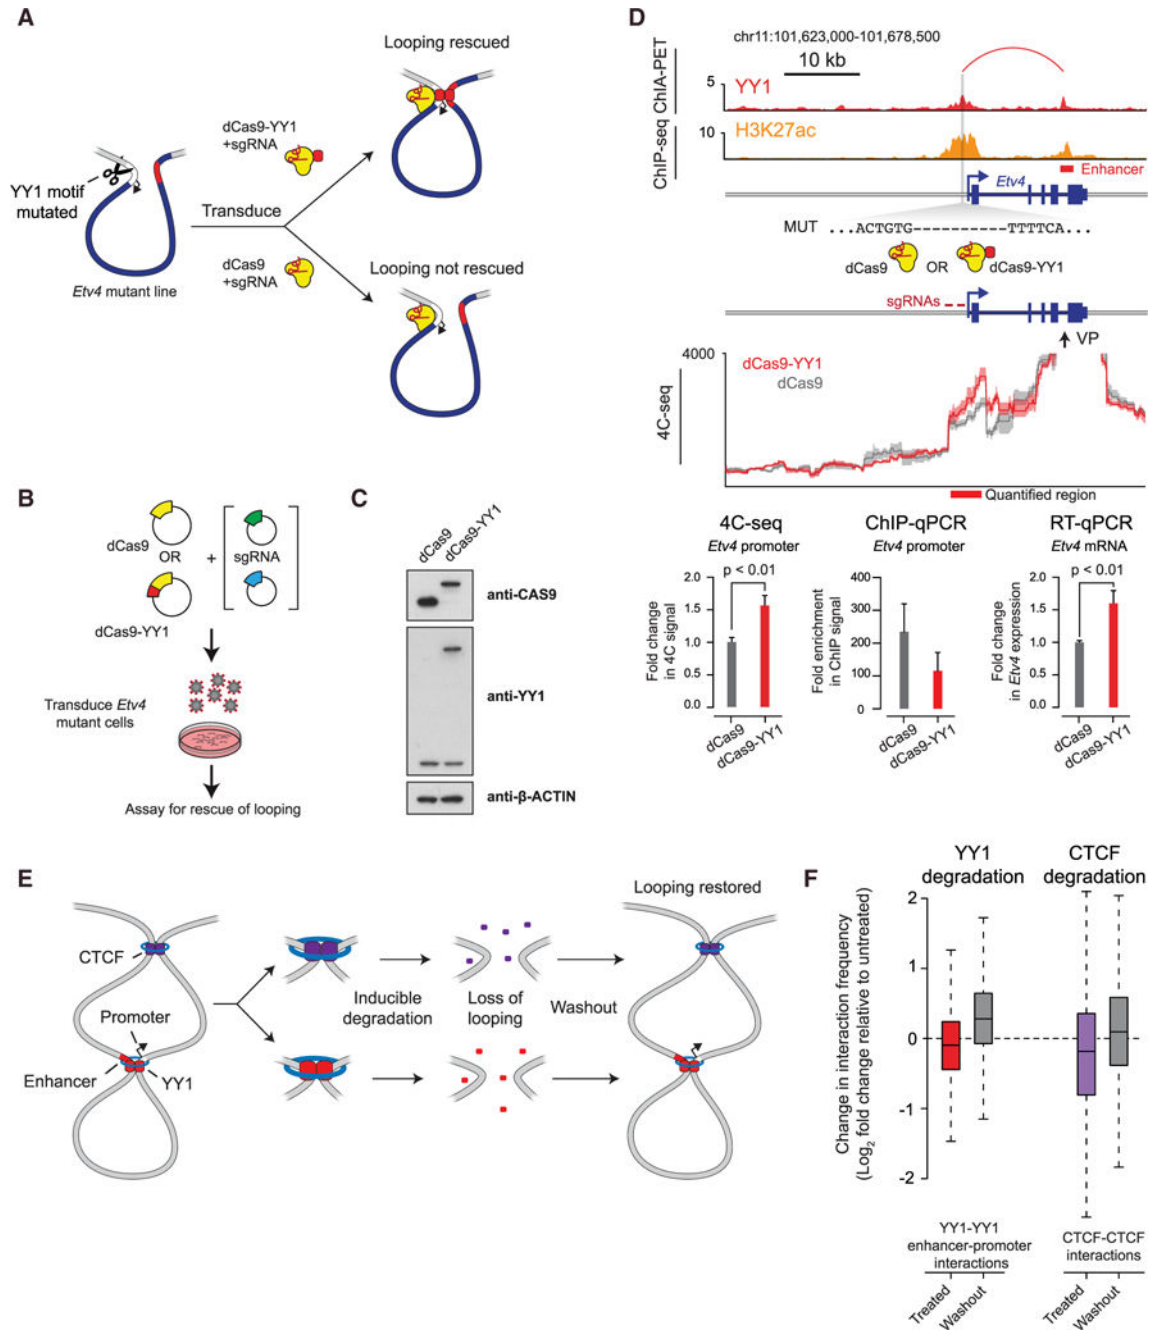 A
Looping rescued
dCas9-YY1
+sgRNA
YY1 motif
mutated
Transduce
dCas9
+sgRNA
Looping not rescued
Etv4 mutant line
B
dCas9
OR
dCas9-YY1
+
sgRNA
Transduce Etv4
mutant cells
Assay for rescue of looping
C
dCas9
dCas9-YY1
anti-CAS9
anti-YY1
anti-β-ACTIN
D
chr11:101,623,000-101,678,500
10 kb
ChIA-PET
5
YY1
ChIP-seq
10
H3K27ac
Enhancer
Etv4
MUT ...ACTGTG-----------TTTTCA...
dCas9 OR dCas9-YY1
sgRNAs
VP
4000
dCas9-YY1
dCas9
4C-seq
Quantified region
4C-seq
Etv4 promoter
p < 0.01
Fold change
in 4C signal
2.0
1.5
1.0
0.5
0.0
dCas9
dCas9-YY1
ChIP-qPCR
Etv4 promoter
Fold enrichment
in ChIP signal
400
300
200
100
0
dCas9
dCas9-YY1
RT-qPCR
Etv4 mRNA
p < 0.01
Fold change
in Etv4 expression
2.0
1.5
1.0
0.5
0.0
dCas9
dCas9-YY1
E
Looping restored
CTCF
Promoter
Enhancer
YY1
Inducible
degradation
Loss of
looping
Washout
F
YY1
degradation
CTCF
degradation
Change in interaction frequency
(Log2 fold change relative to untreated)
2
1
0
-1
-2
YY1-YY1
enhancer-promoter
interactions
CTCF-CTCF
interactions
Treated
Washout
Treated
Washout